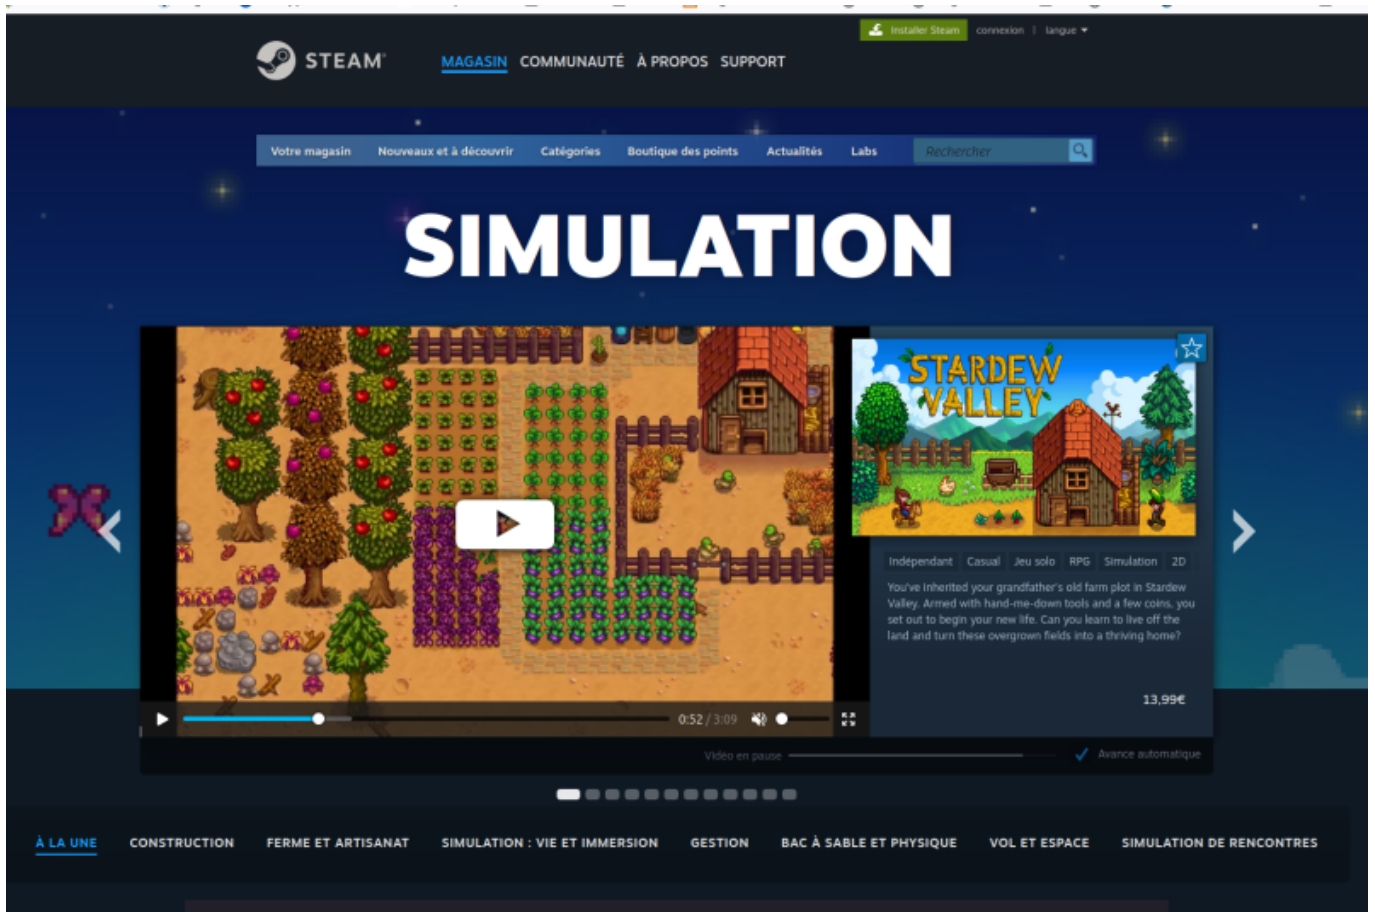 Installer Steam
connexion | langue
STEAM
MAGASIN COMMUNAUTÉ À PROPOS SUPPORT
Votre magasin Nouveaux et à découvrir Catégories Boutique des points Actualités Labs Rechercher
SIMULATION
STARDEW
VALLEY
Indépendant Casual Jeu solo RPG Simulation 2D
You've inherited your grandfather's old farm plot in Stardew
Valley. Armed with hand-me-down tools and a few coins, you
set out to begin your new life. Can you learn to live off the
land and turn these overgrown fields into a thriving home?
13,99€
0:52 / 3:09
Vidéo en pause
Avance automatique
À LA UNE CONSTRUCTION FERME ET ARTISANAT SIMULATION : VIE ET IMMERSION GESTION BAC À SABLE ET PHYSIQUE VOL ET ESPACE SIMULATION DE RENCONTRES